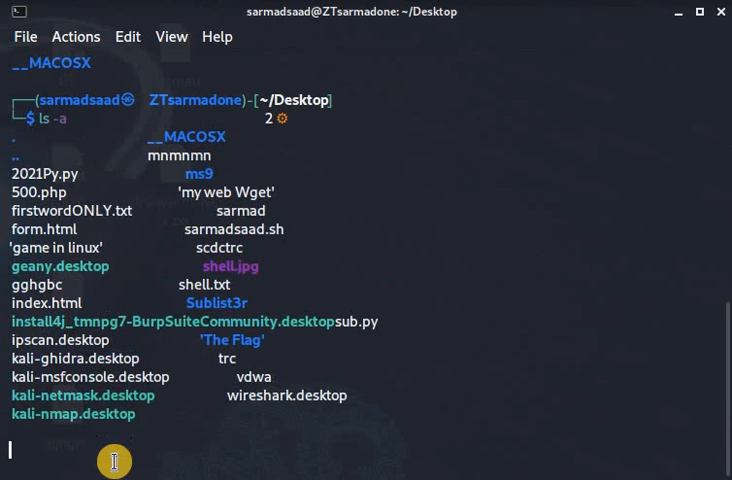 sarmadsaad@ZTsarmadone: ~/Desktop
File Actions Edit View Help
__MACOSX
┌──(sarmadsaad㉿ ZTsarmadone)-[~/Desktop]
└─$ ls -a 2⚙
. __MACOSX
.. mnmnmn
2021Py.py ms9
500.php 'my web Wget'
firstwordONLY.txt sarmad
form.html sarmadsaad.sh
'game in linux' scdctrc
geany.desktop shell.jpg
gghgbc shell.txt
index.html Sublist3r
install4j_tmnpg7-BurpSuiteCommunity.desktopsub.py
ipscan.desktop 'The Flag'
kali-ghidra.desktop trc
kali-msfconsole.desktop vdwa
kali-netmask.desktop wireshark.desktop
kali-nmap.desktop